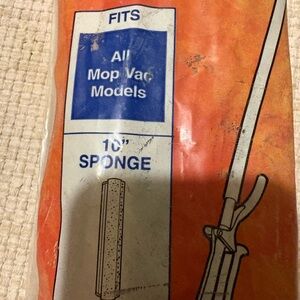 FITS
All
Mop Vac
Models
10"
SPONGE